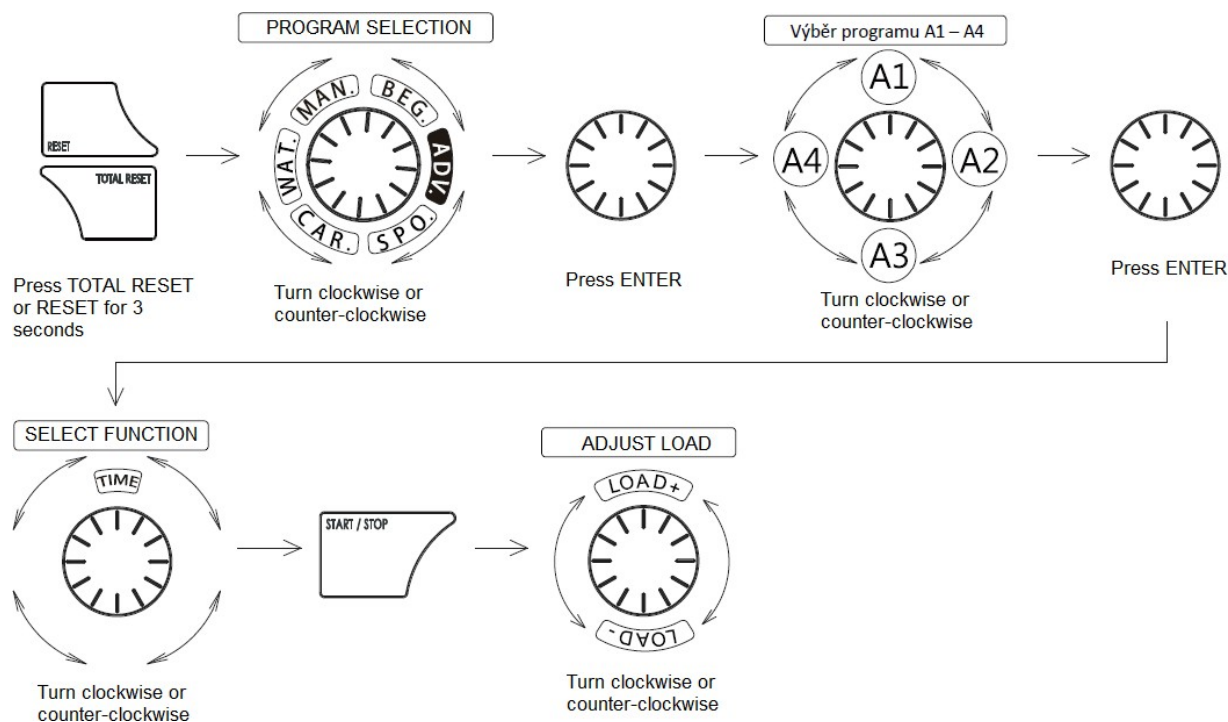 PROGRAM SELECTION
Výběr programu A1 – A4
RESET
TOTAL RESET
MAN.
BEG.
ADV.
SPO.
CAR.
WAT.
A1
A2
A3
A4
Press TOTAL RESET
or RESET for 3
seconds
Turn clockwise or
counter-clockwise
Press ENTER
Turn clockwise or
counter-clockwise
Press ENTER
SELECT FUNCTION
TIME
Turn clockwise or
counter-clockwise
START / STOP
ADJUST LOAD
LOAD+
LOAD-
Turn clockwise or
counter-clockwise